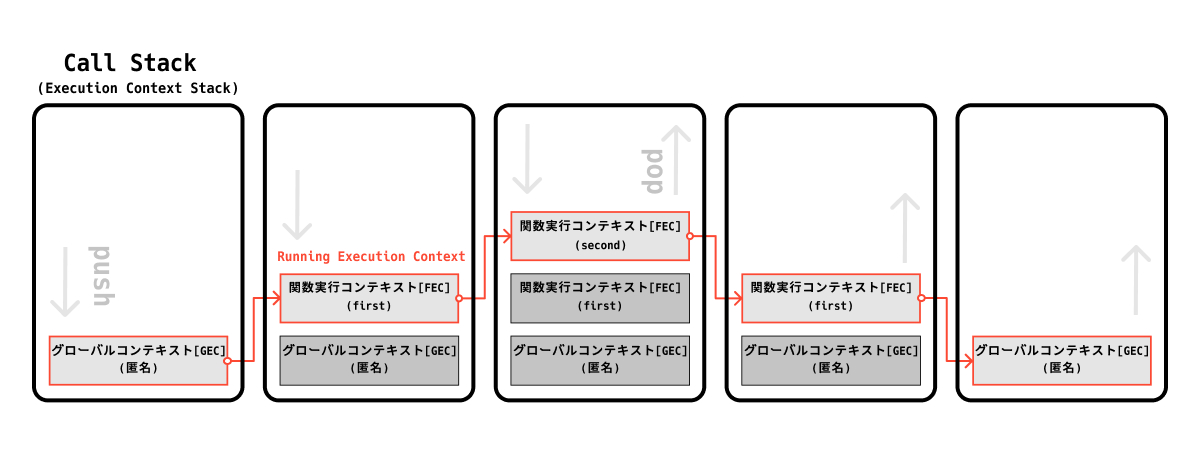 Call Stack
(Execution Context Stack)
push
グローバルコンテキスト[GEC]
(匿名)
Running Execution Context
関数実行コンテキスト[FEC]
(first)
グローバルコンテキスト[GEC]
(匿名)
pop
関数実行コンテキスト[FEC]
(second)
関数実行コンテキスト[FEC]
(first)
グローバルコンテキスト[GEC]
(匿名)
関数実行コンテキスト[FEC]
(first)
グローバルコンテキスト[GEC]
(匿名)
グローバルコンテキスト[GEC]
(匿名)